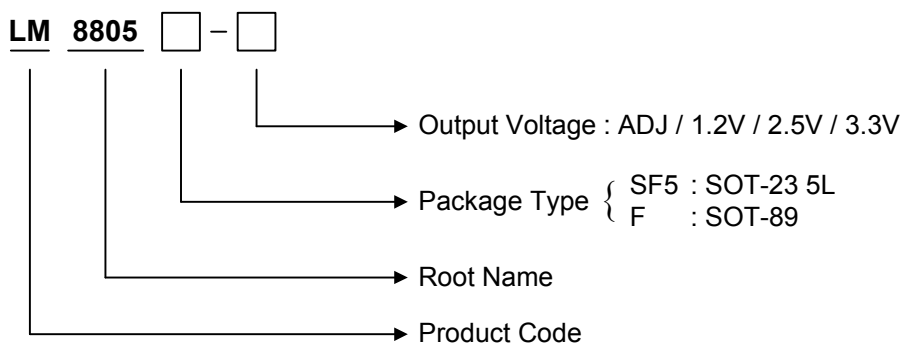 LM 8805 □ – □
Output Voltage : ADJ / 1.2V / 2.5V / 3.3V
Package Type { SF5 : SOT-23 5L
F : SOT-89
Root Name
Product Code